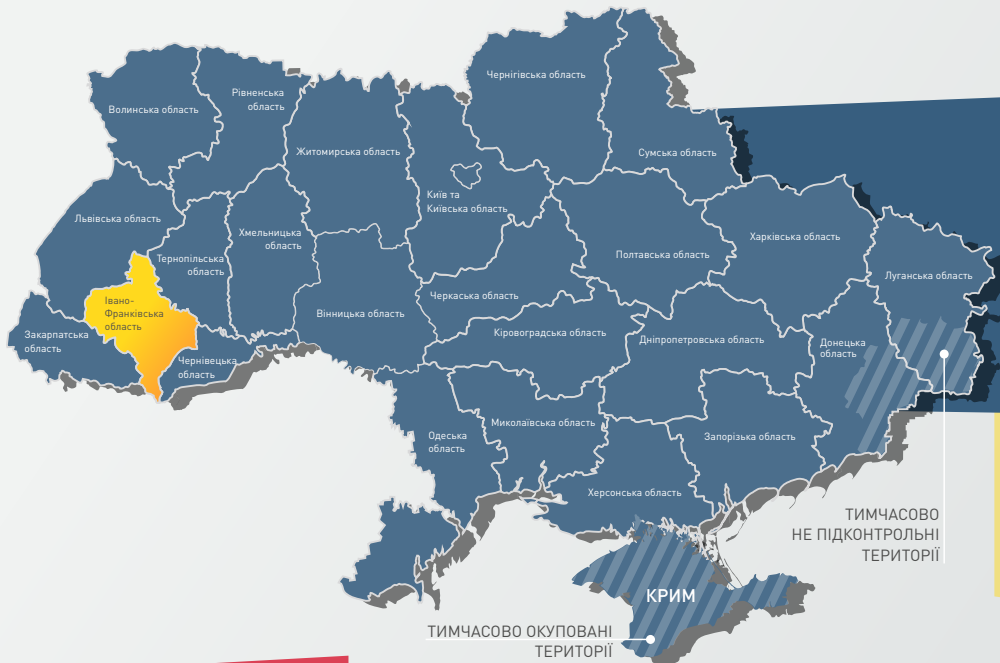 Чернігівська область
Рівненська
область
Волинська область
Житомирська область
Сумська область
Київ та
Київська область
Львівська область
Хмельницька
область
Харківська область
Тернопільська
область
Полтавська область
Луганська область
Івано-
Франківська
область
Черкаська область
Вінницька область
Закарпатська
область
Кіровоградська область
Дніпропетровська область
Донецька
область
Чернівецька
область
Одеська
область
Миколаївська область
Запорізька область
Херсонська область
ТИМЧАСОВО
НЕ ПІДКОНТРОЛЬНІ
ТЕРИТОРІЇ
КРИМ
ТИМЧАСОВО ОКУПОВАНІ
ТЕРИТОРІЇ